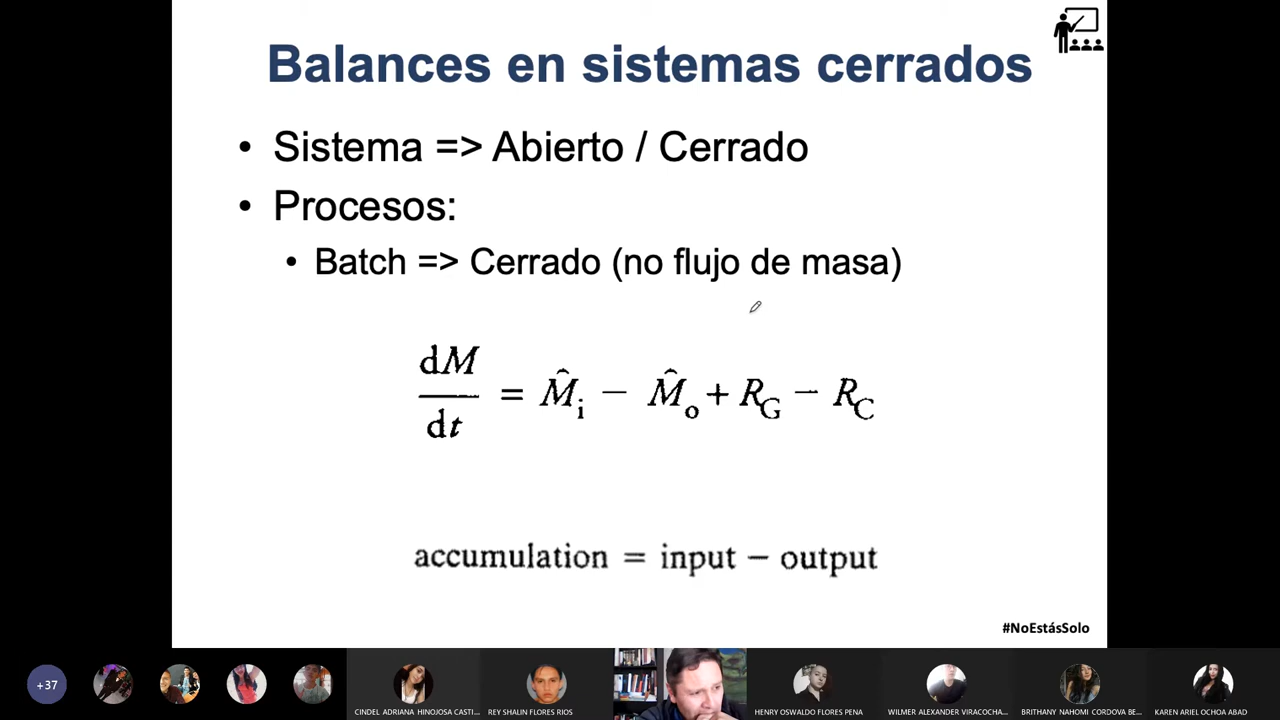 Balances en sistemas cerrados
• Sistema => Abierto / Cerrado
• Procesos:
• Batch => Cerrado (no flujo de masa)
dM/dt = M̂i − M̂o + RG − RC
accumulation = input − output
#NoEstásSolo
+37
CINDEL ADRIANA HINOJOSA CASTI...
REY SHALIN FLORES RIOS
HENRY OSWALDO FLORES PENA
WILMER ALEXANDER VIRACOCHA...
BRITHANY NAHOMI CORDOVA BE...
KAREN ARIEL OCHOA ABAD